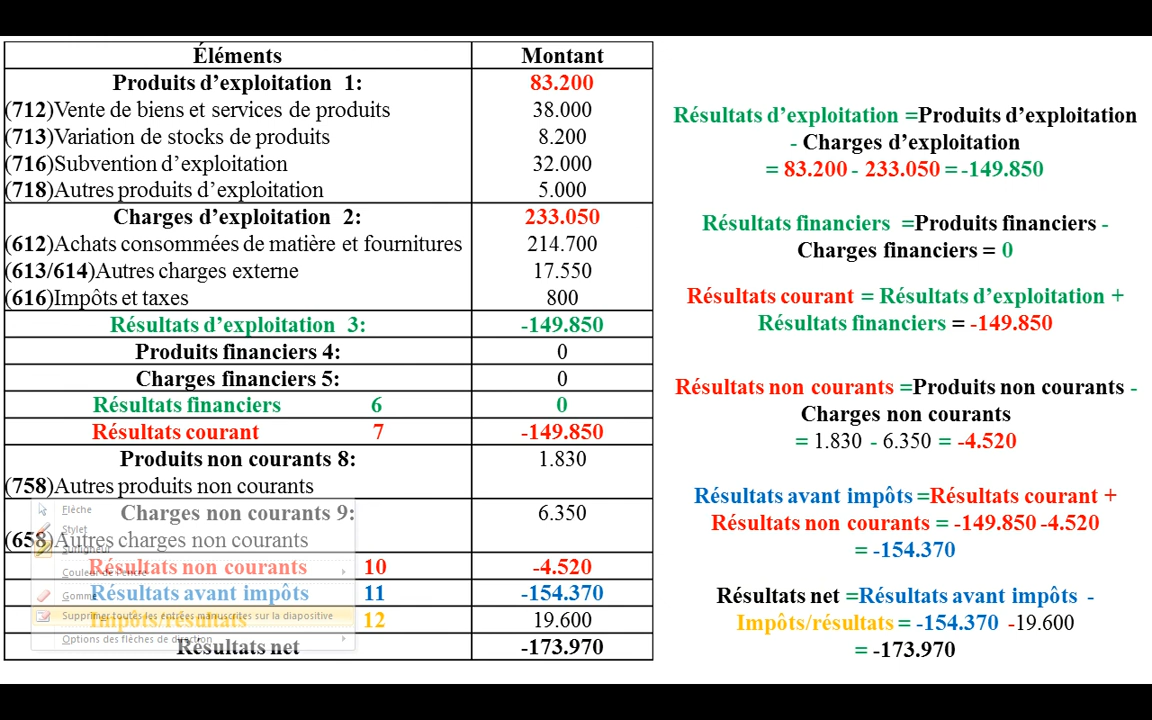 Éléments Montant
Produits d'exploitation 1: 83.200
(712)Vente de biens et services de produits 38.000
(713)Variation de stocks de produits 8.200
(716)Subvention d'exploitation 32.000
(718)Autres produits d'exploitation 5.000
Charges d'exploitation 2: 233.050
(612)Achats consommées de matière et fournitures 214.700
(613/614)Autres charges externe 17.550
(616)Impôts et taxes 800
Résultats d'exploitation 3: -149.850
Produits financiers 4: 0
Charges financiers 5: 0
Résultats financiers 6 0
Résultats courant 7 -149.850
Produits non courants 8: 1.830
(758)Autres produits non courants
Charges non courants 9: 6.350
(658)Autres charges non courants
Résultats non courants 10 -4.520
Résultats avant impôts 11 -154.370
Impôts/résultats 12 19.600
Résultats net -173.970
Flèche
Stylet
Surligneur
Couleur de l'encre
Gomme
Supprimer toutes les entrées manuscrites sur la diapositive
Options des flèches de direction
Résultats d'exploitation =Produits d'exploitation
- Charges d'exploitation
= 83.200 - 233.050 = -149.850
Résultats financiers =Produits financiers -
Charges financiers = 0
Résultats courant = Résultats d'exploitation +
Résultats financiers = -149.850
Résultats non courants =Produits non courants -
Charges non courants
= 1.830 - 6.350 = -4.520
Résultats avant impôts =Résultats courant +
Résultats non courants = -149.850 -4.520
= -154.370
Résultats net =Résultats avant impôts -
Impôts/résultats = -154.370 -19.600
= -173.970